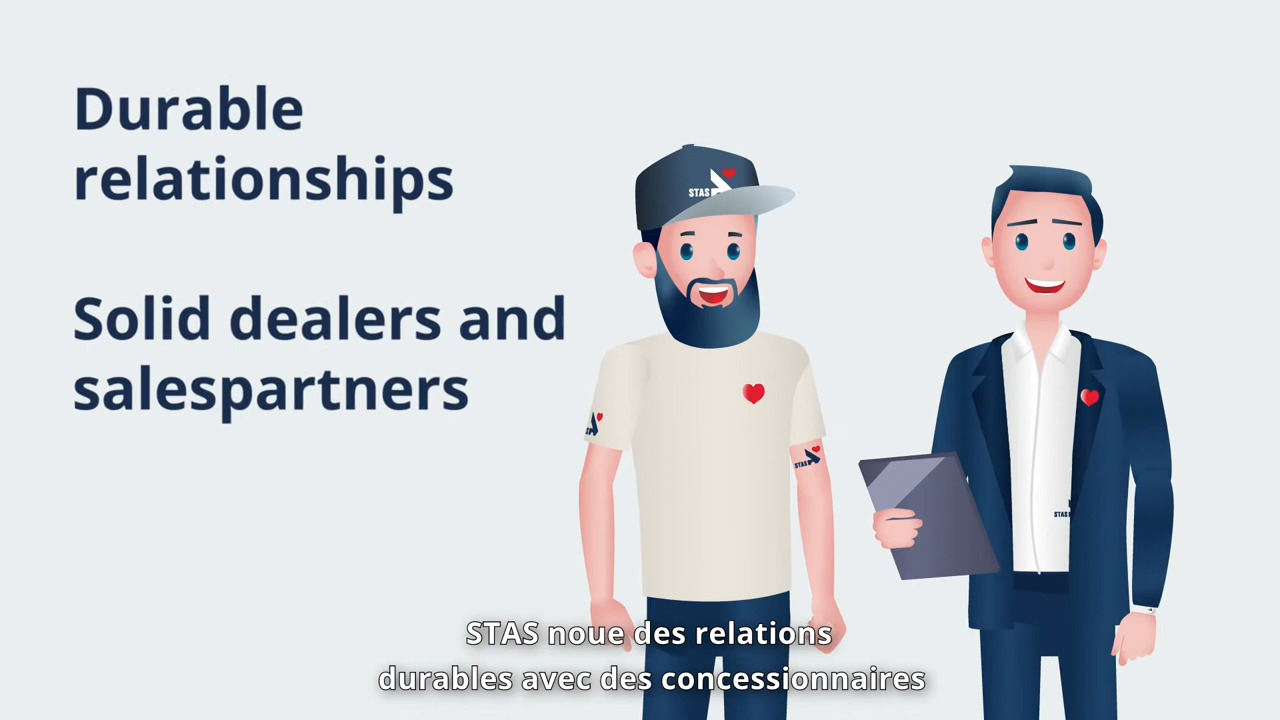 Durable
relationships
Solid dealers and
salespartners
STAS
STAS
STAS
STAS noue des relations
durables avec des concessionnaires